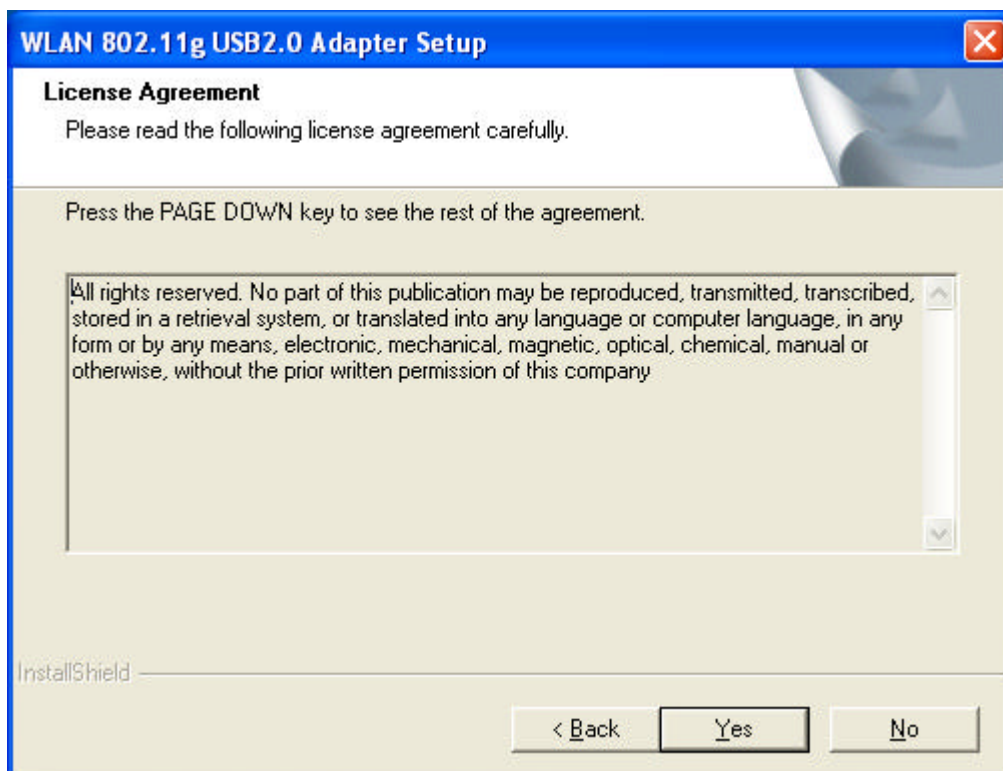 WLAN 802.11g USB2.0 Adapter Setup
License Agreement
Please read the following license agreement carefully.
Press the PAGE DOWN key to see the rest of the agreement.
All rights reserved. No part of this publication may be reproduced, transmitted, transcribed,
stored in a retrieval system, or translated into any language or computer language, in any
form or by any means, electronic, mechanical, magnetic, optical, chemical, manual or
otherwise, without the prior written permission of this company
InstallShield
< Back
Yes
No